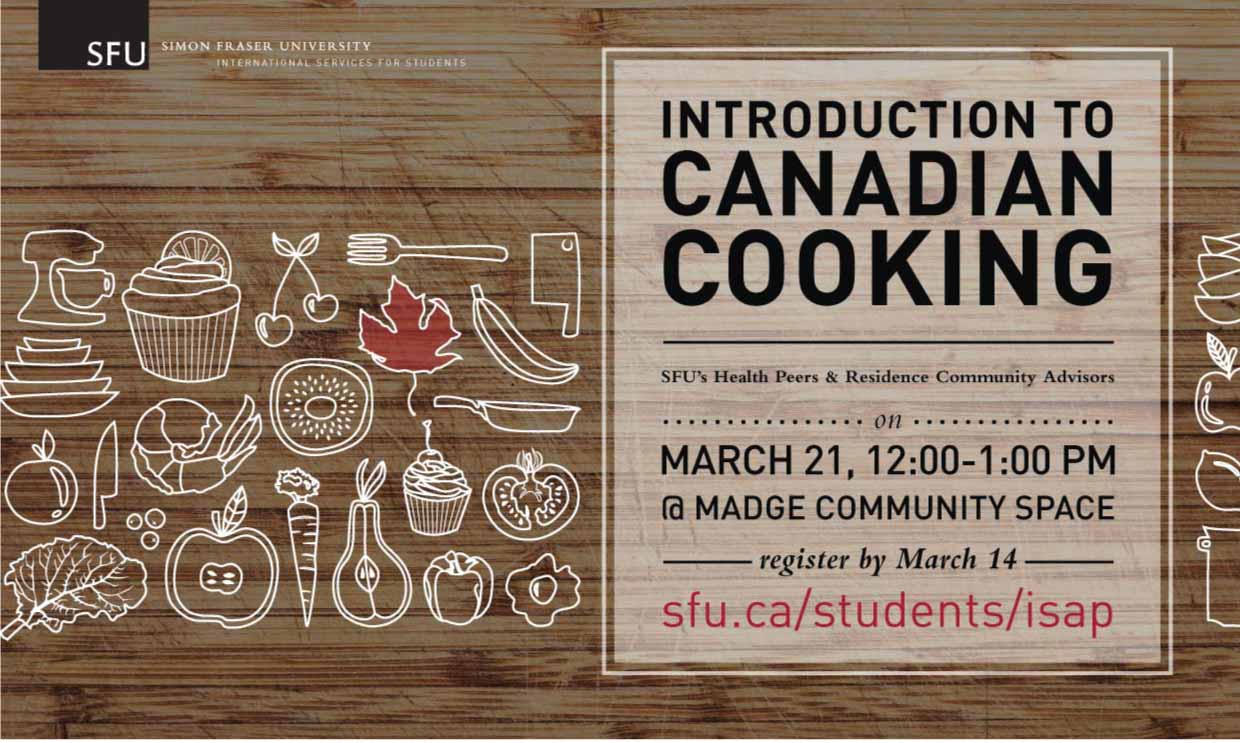 SFU SIMON FRASER UNIVERSITY
INTERNATIONAL SERVICES FOR STUDENTS
INTRODUCTION TO
CANADIAN
COOKING
SFU's Health Peers & Residence Community Advisors
on
MARCH 21, 12:00-1:00 PM
@ MADGE COMMUNITY SPACE
register by March 14
sfu.ca/students/isap